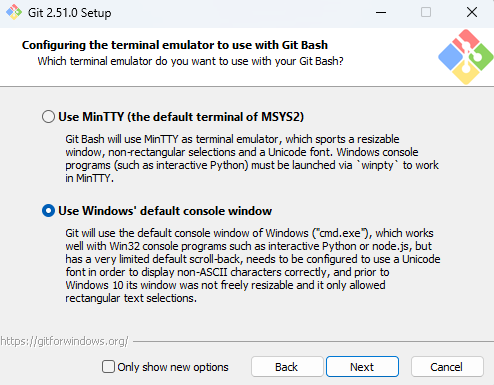 Git 2.51.0 Setup
Configuring the terminal emulator to use with Git Bash
Which terminal emulator do you want to use with your Git Bash?
Use MinTTY (the default terminal of MSYS2)
Git Bash will use MinTTY as terminal emulator, which sports a resizable
window, non-rectangular selections and a Unicode font. Windows console
programs (such as interactive Python) must be launched via `winpty` to work
in MinTTY.
Use Windows' default console window
Git will use the default console window of Windows ("cmd.exe"), which works
well with Win32 console programs such as interactive Python or node.js, but
has a very limited default scroll-back, needs to be configured to use a Unicode
font in order to display non-ASCII characters correctly, and prior to
Windows 10 its window was not freely resizable and it only allowed
rectangular text selections.
https://gitforwindows.org/
Only show new options
Back
Next
Cancel